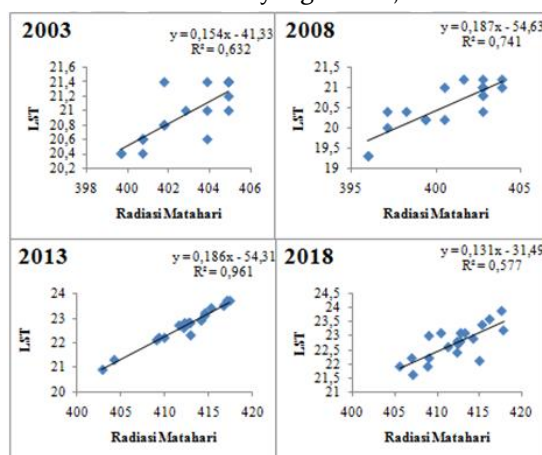 2003
y = 0,154x - 41,33
R² = 0,632
LST
21,6
21,4
21,2
21
20,8
20,6
20,4
20,2
398 400 402 404 406
Radiasi Matahari
2008
y = 0,187x - 54,63
R² = 0,741
LST
21,5
21
20,5
20
19,5
19
395 400 405
Radiasi Matahari
2013
y = 0,186x - 54,31
R² = 0,961
LST
24
23
22
21
20
400 405 410 415 420
Radiasi Matahari
2018
y = 0,131x - 31,49
R² = 0,577
LST
24,5
24
23,5
23
22,5
22
21,5
21
400 405 410 415 420
Radiasi Matahari